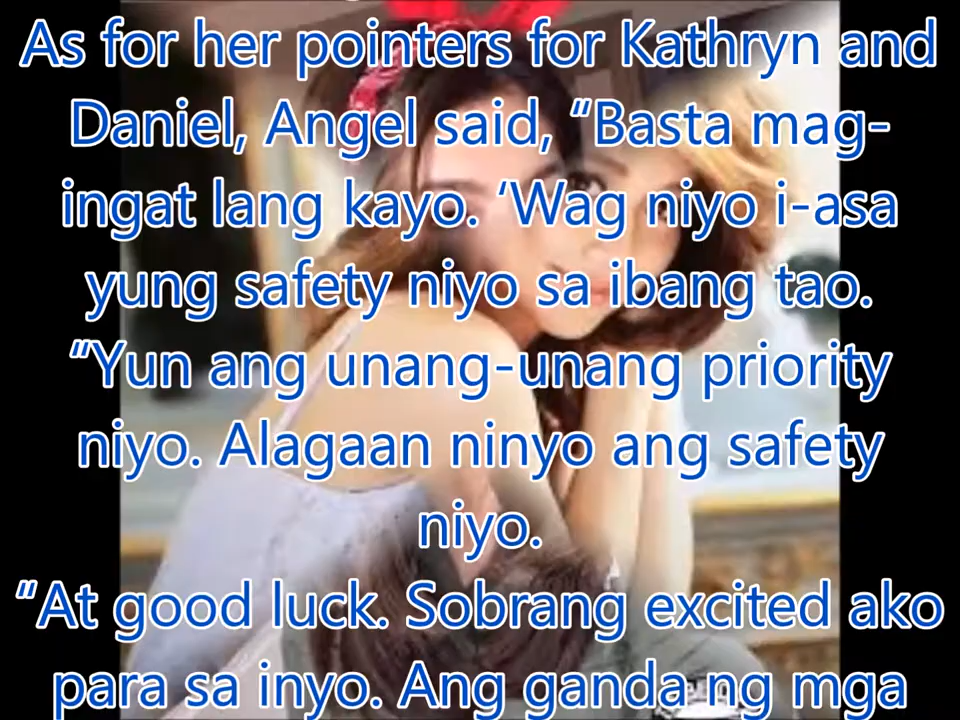 As for her pointers for Kathryn and
Daniel, Angel said, “Basta mag-
ingat lang kayo. ‘Wag niyo i-asa
yung safety niyo sa ibang tao.
“Yun ang unang-unang priority
niyo. Alagaan ninyo ang safety
niyo.
“At good luck. Sobrang excited ako
para sa inyo. Ang ganda ng mga